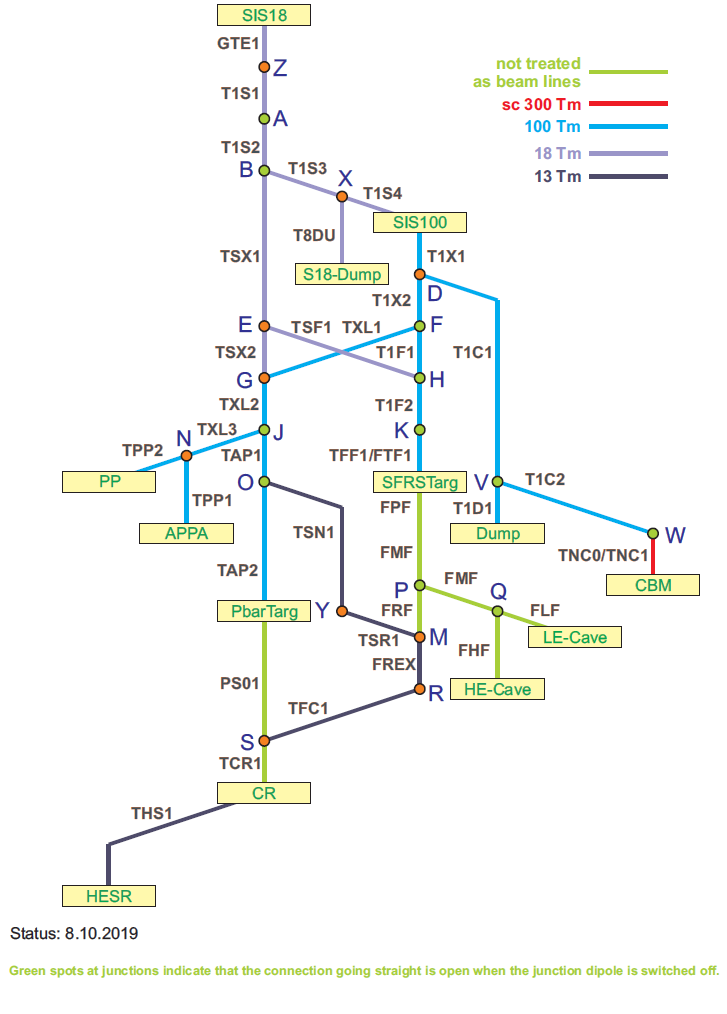 SIS18
GTE1
Z
not treated
as beam lines
T1S1
sc 300 Tm
A
100 Tm
T1S2
18 Tm
B
T1S3
X
13 Tm
T1S4
SIS100
T8DU
TSX1
T1X1
S18-Dump
D
T1X2
E
TSF1
TXL1
F
TSX2
T1F1
T1C1
G
H
TXL2
T1F2
N
TXL3
J
K
TPP2
TAP1
TFF1/FTF1
PP
O
SFRSTarg
V
T1C2
TPP1
FPF
T1D1
APPA
TSN1
Dump
W
FMF
TNC0/TNC1
TAP2
FMF
CBM
P
Q
PbarTarg
Y
FRF
FLF
TSR1
M
LE-Cave
FREX
FHF
PS01
R
HE-Cave
TFC1
S
TCR1
CR
THS1
HESR
Status: 8.10.2019
Green spots at junctions indicate that the connection going straight is open when the junction dipole is switched off.